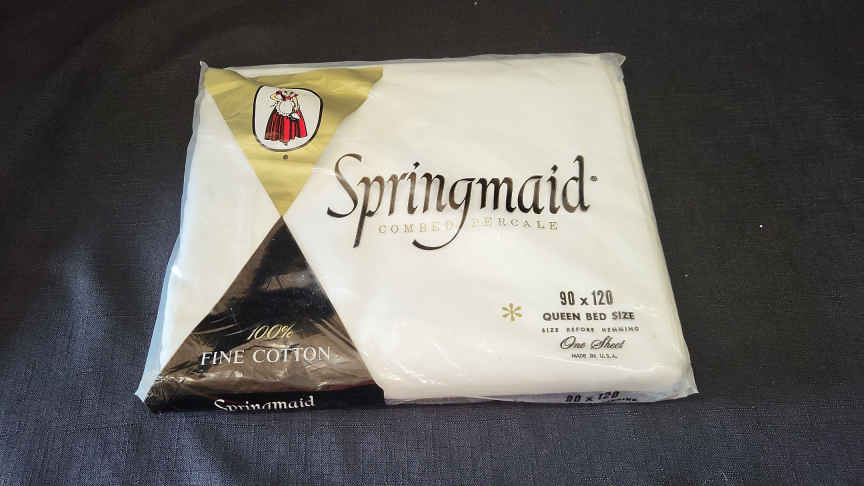 Springmaid
COMBED PERCALE
90 x 120
QUEEN BED SIZE
SIZE BEFORE HEMMING
One Sheet
MADE IN U.S.A.
100%
FINE COTTON
Springmaid
90 x 120